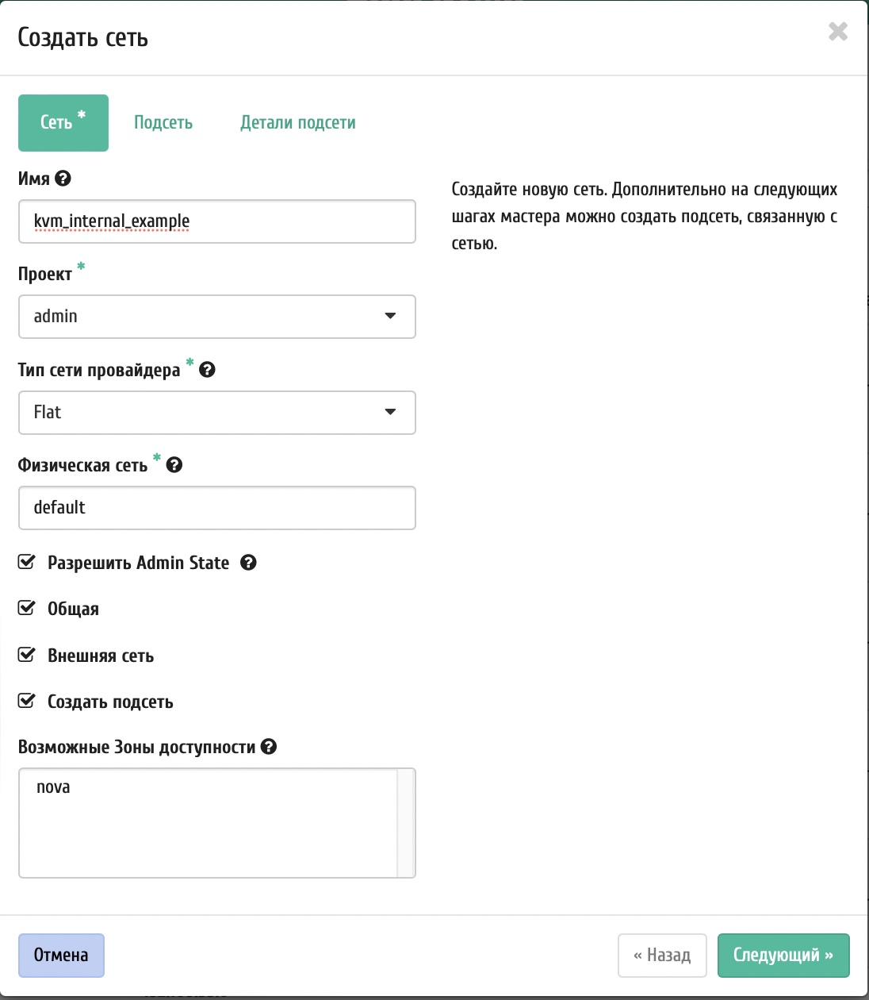 Создать сеть
Сеть *
Подсеть
Детали подсети
Имя
kvm_internal_example
Проект *
admin
Тип сети провайдера *
Flat
Физическая сеть *
default
Разрешить Admin State
Общая
Внешняя сеть
Создать подсеть
Возможные Зоны доступности
nova
Создайте новую сеть. Дополнительно на следующих
шагах мастера можно создать подсеть, связанную с
сетью.
Отмена
« Назад
Следующий »